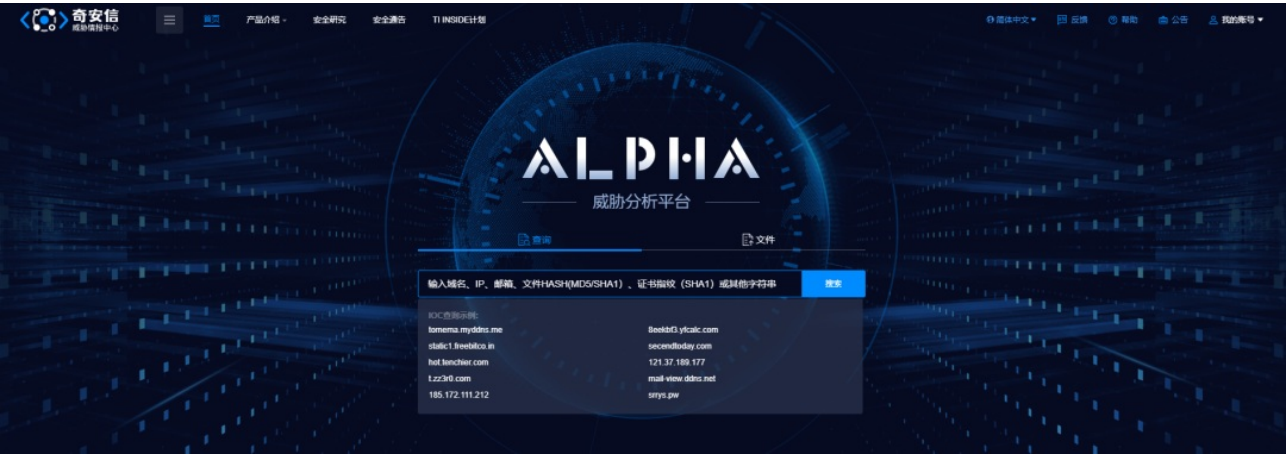 奇安信
威胁情报中心
首页 产品介绍 安全研究 安全通告 TI INSIDE计划 简体中文 反馈 帮助 公告 我的账号
ALPHA
威胁分析平台
查询 文件
输入域名、IP、邮箱、文件HASH(MD5/SHA1)、证书指纹（SHA1）或其他字符串 搜索
IOC查询示例:
tomema.myddns.me 8eekbf3.yfcalc.com
static1.freebitco.in secendtoday.com
hot.tenchier.com 121.37.189.177
t.zz3r0.com mail-view.ddns.net
185.172.111.212 srrys.pw